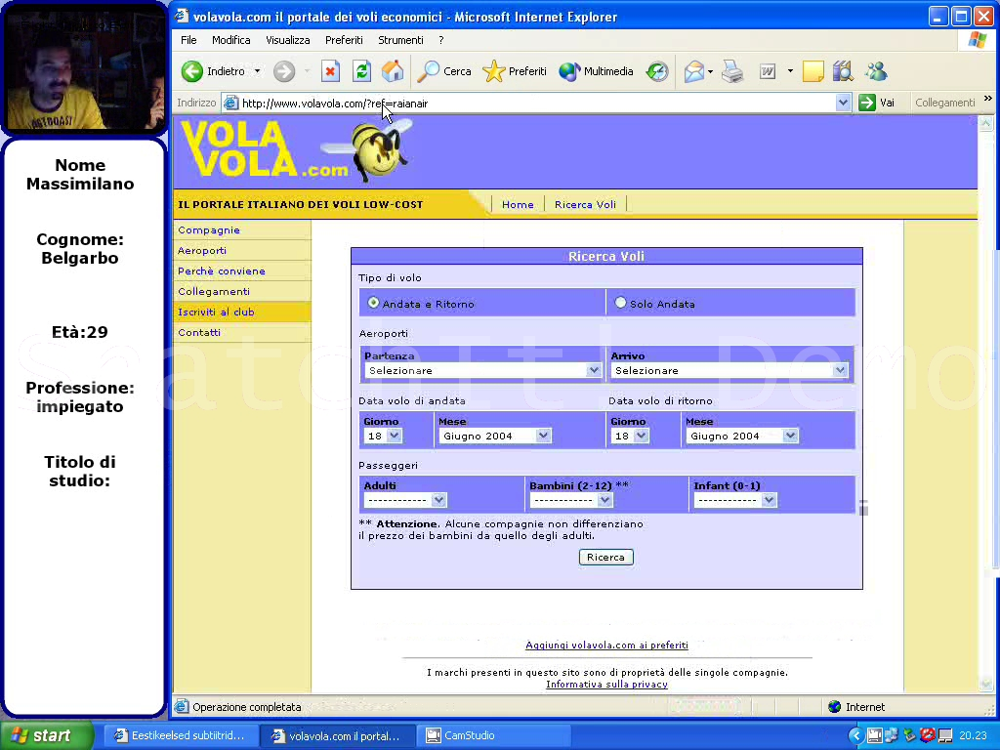 volavola.com il portale dei voli economici - Microsoft Internet Explorer
File Modifica Visualizza Preferiti Strumenti ?
Indietro Cerca Preferiti Multimedia
Indirizzo http://www.volavola.com/?ref=raianair Vai Collegamenti »
VOLA
VOLA.com
IL PORTALE ITALIANO DEI VOLI LOW-COST Home Ricerca Voli
Compagnie
Aeroporti
Perchè conviene
Collegamenti
Iscriviti al club
Contatti
Nome
Massimilano
Cognome:
Belgarbo
Età:29
Professione:
impiegato
Titolo di
studio:
Ricerca Voli
Tipo di volo
Andata e Ritorno Solo Andata
Aeroporti
Partenza Arrivo
Selezionare Selezionare
Data volo di andata Data volo di ritorno
Giorno Mese Giorno Mese
18 Giugno 2004 18 Giugno 2004
Passeggeri
Adulti Bambini (2-12) ** Infant (0-1)
------------ ------------ ------------
** Attenzione. Alcune compagnie non differenziano
il prezzo dei bambini da quello degli adulti.
Ricerca
Aggiungi volavola.com ai preferiti
I marchi presenti in questo sito sono di proprietà delle singole compagnie.
Informativa sulla privacy
Operazione completata Internet
start Eestikeelsed subtiitrid... volavola.com il portal... CamStudio 20.23